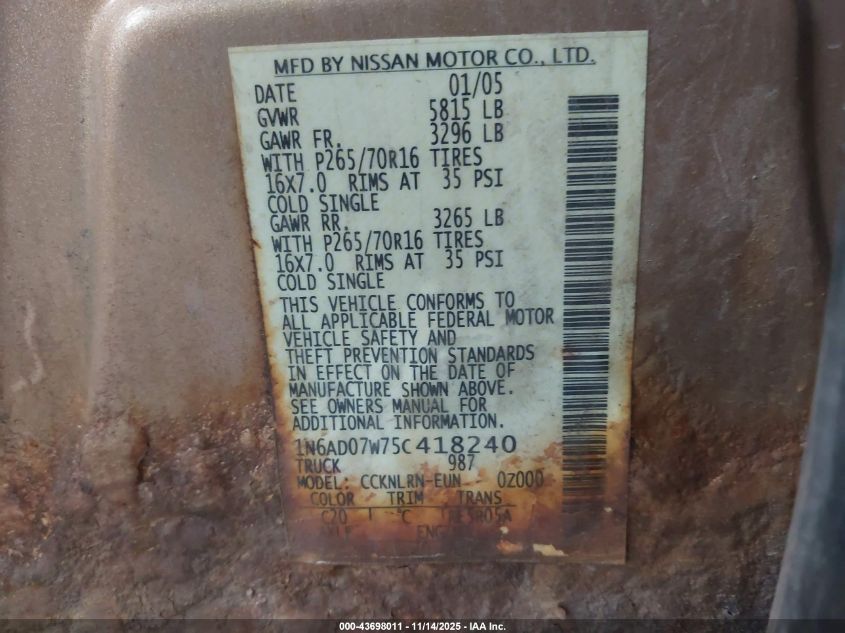 MFD BY NISSAN MOTOR CO., LTD.
DATE 01/05
GVWR 5815 LB
GAWR FR. 3296 LB
WITH P265/70R16 TIRES
16X7.0 RIMS AT 35 PSI
COLD SINGLE
GAWR RR. 3265 LB
WITH P265/70R16 TIRES
16X7.0 RIMS AT 35 PSI
COLD SINGLE
THIS VEHICLE CONFORMS TO
ALL APPLICABLE FEDERAL MOTOR
VEHICLE SAFETY AND
THEFT PREVENTION STANDARDS
IN EFFECT ON THE DATE OF
MANUFACTURE SHOWN ABOVE.
SEE OWNERS MANUAL FOR
ADDITIONAL INFORMATION.
1N6AD07W75C418240
TRUCK 987
MODEL: CCKNLRN-EUN 0Z000
COLOR TRIM TRANS
C20
000-43698011 - 11/14/2025 - IAA Inc.